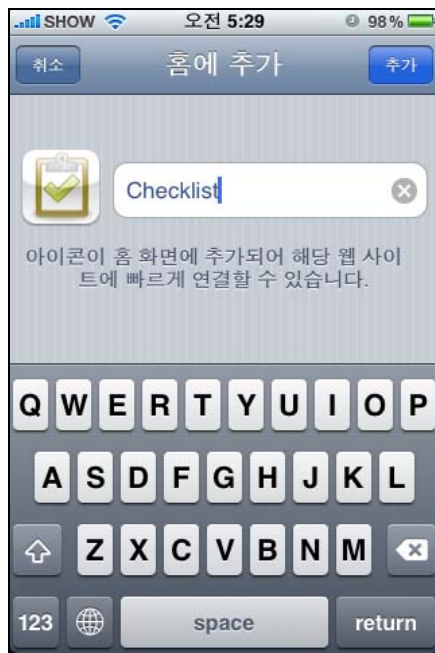 SHOW 오전 5:29 98%
취소 홈에 추가 추가
Checklist
아이콘이 홈 화면에 추가되어 해당 웹 사이
트에 빠르게 연결할 수 있습니다.
Q W E R T Y U I O P
A S D F G H J K L
Z X C V B N M
123 space return